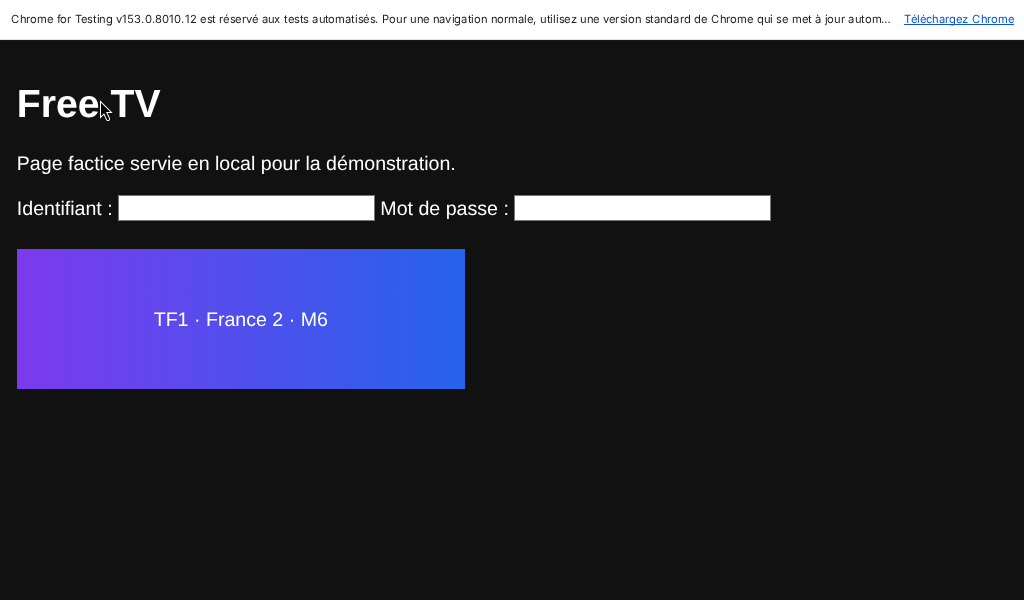 Chrome for Testing v153.0.8010.12 est réservé aux tests automatisés. Pour une navigation normale, utilisez une version standard de Chrome qui se met à jour autom... Téléchargez Chrome
Free TV
Page factice servie en local pour la démonstration.
Identifiant : Mot de passe :
TF1 · France 2 · M6